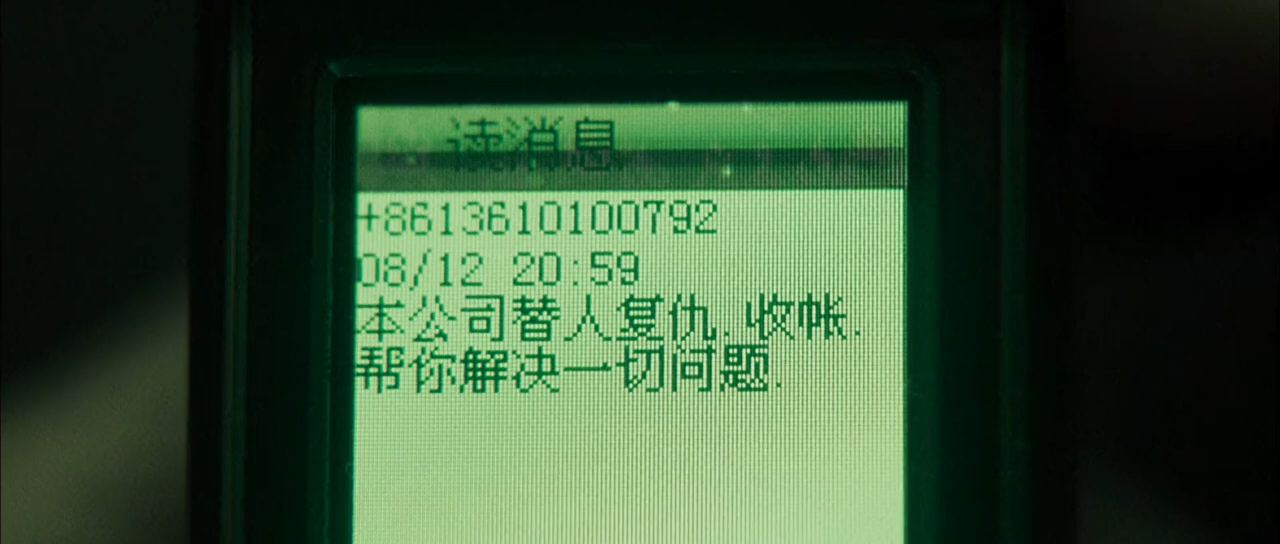 读消息
+8613610100792
08/12 20:59
本公司替人复仇.收帐.
帮你解决一切问题.